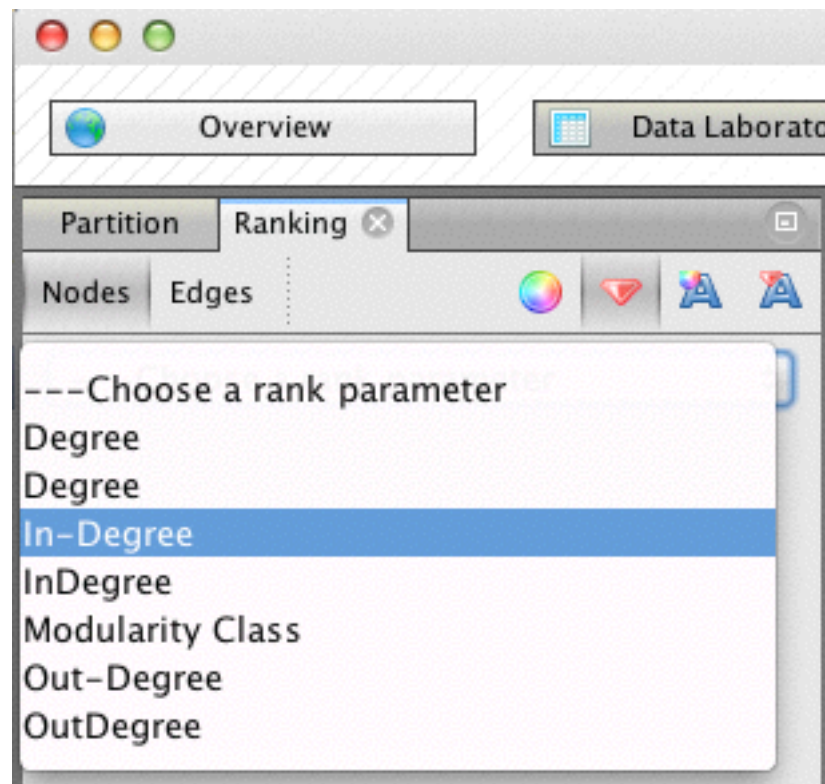 Overview
Data Laborato
Partition
Ranking
Nodes
Edges
---Choose a rank parameter
Degree
Degree
In-Degree
InDegree
Modularity Class
Out-Degree
OutDegree